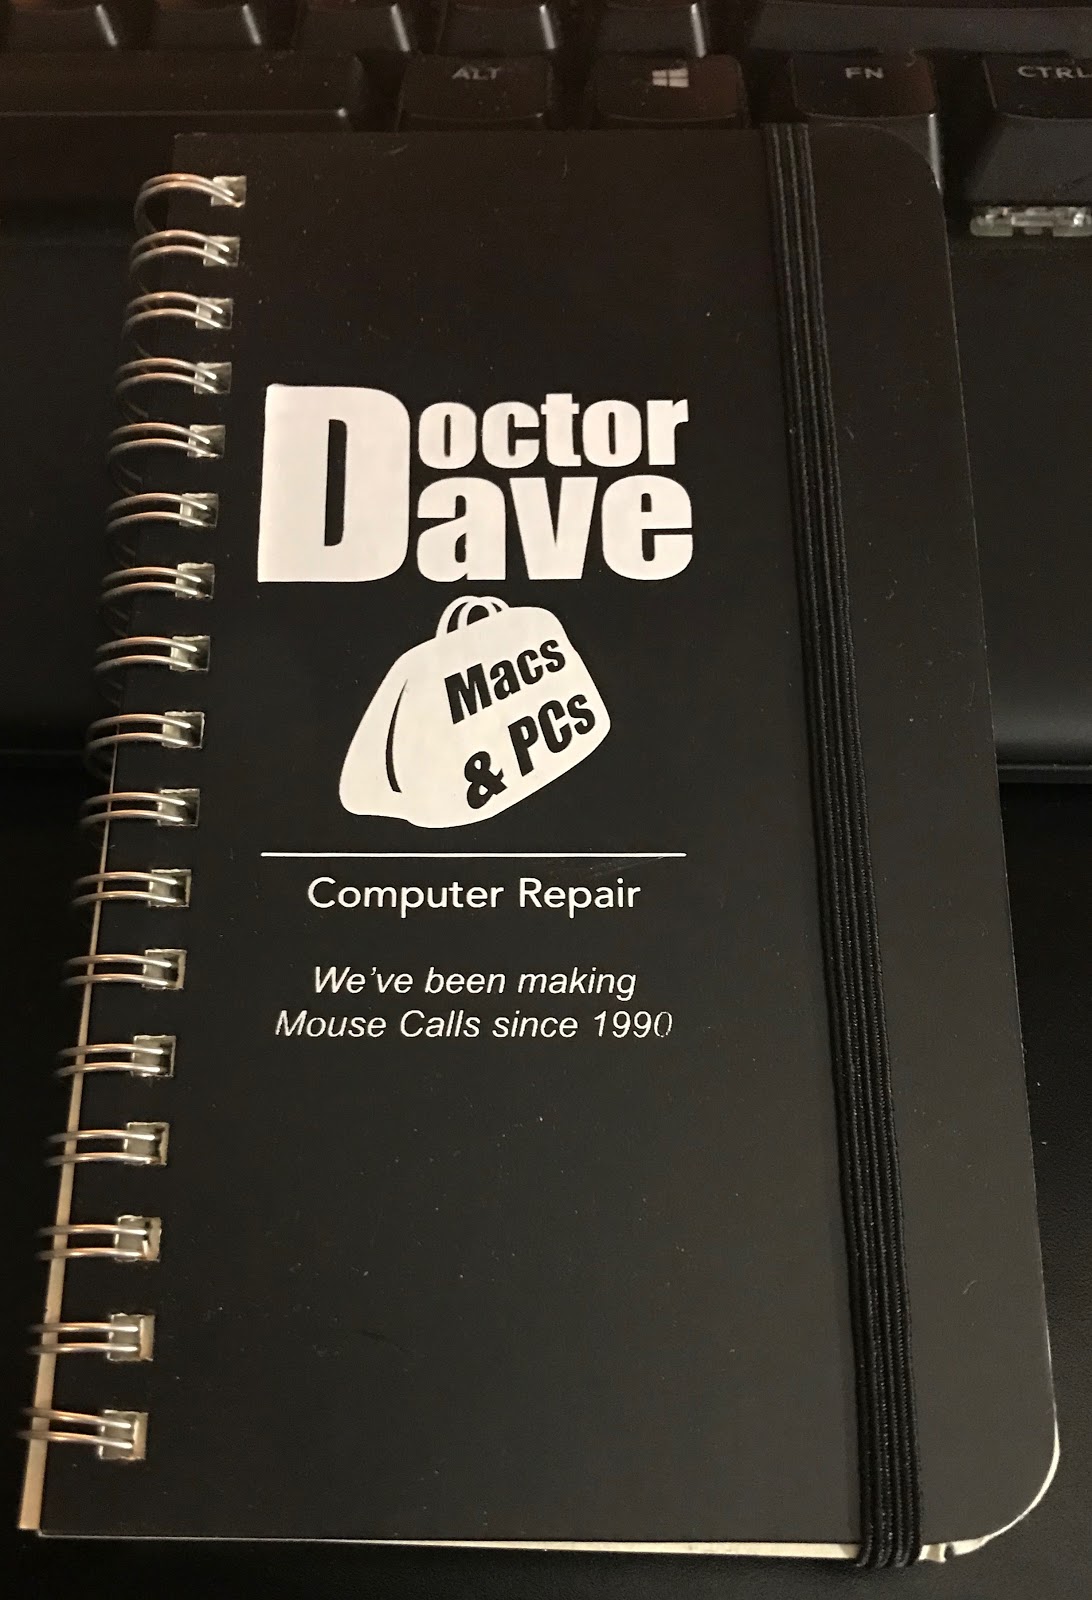 ALT
FN
CTRL
Doctor
Dave
Macs
& PCs
Computer Repair
We've been making
Mouse Calls since 1990